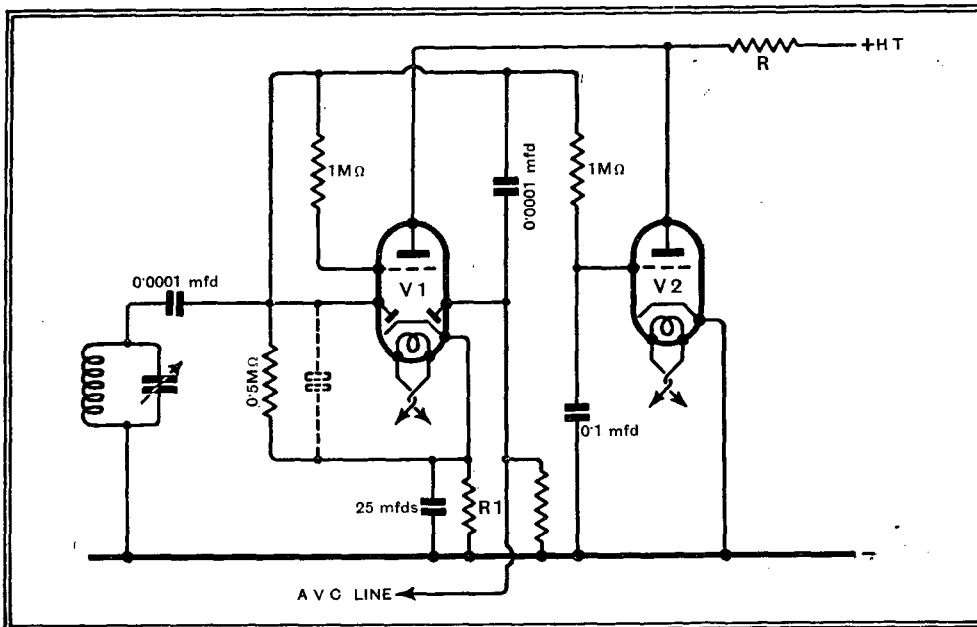 +HT
R
1MΩ
0.0001 mfd
1MΩ
0·0001 mfd
V1
V2
0.5MΩ
0·1 mfd
25 mfds
R1
–
AVC LINE